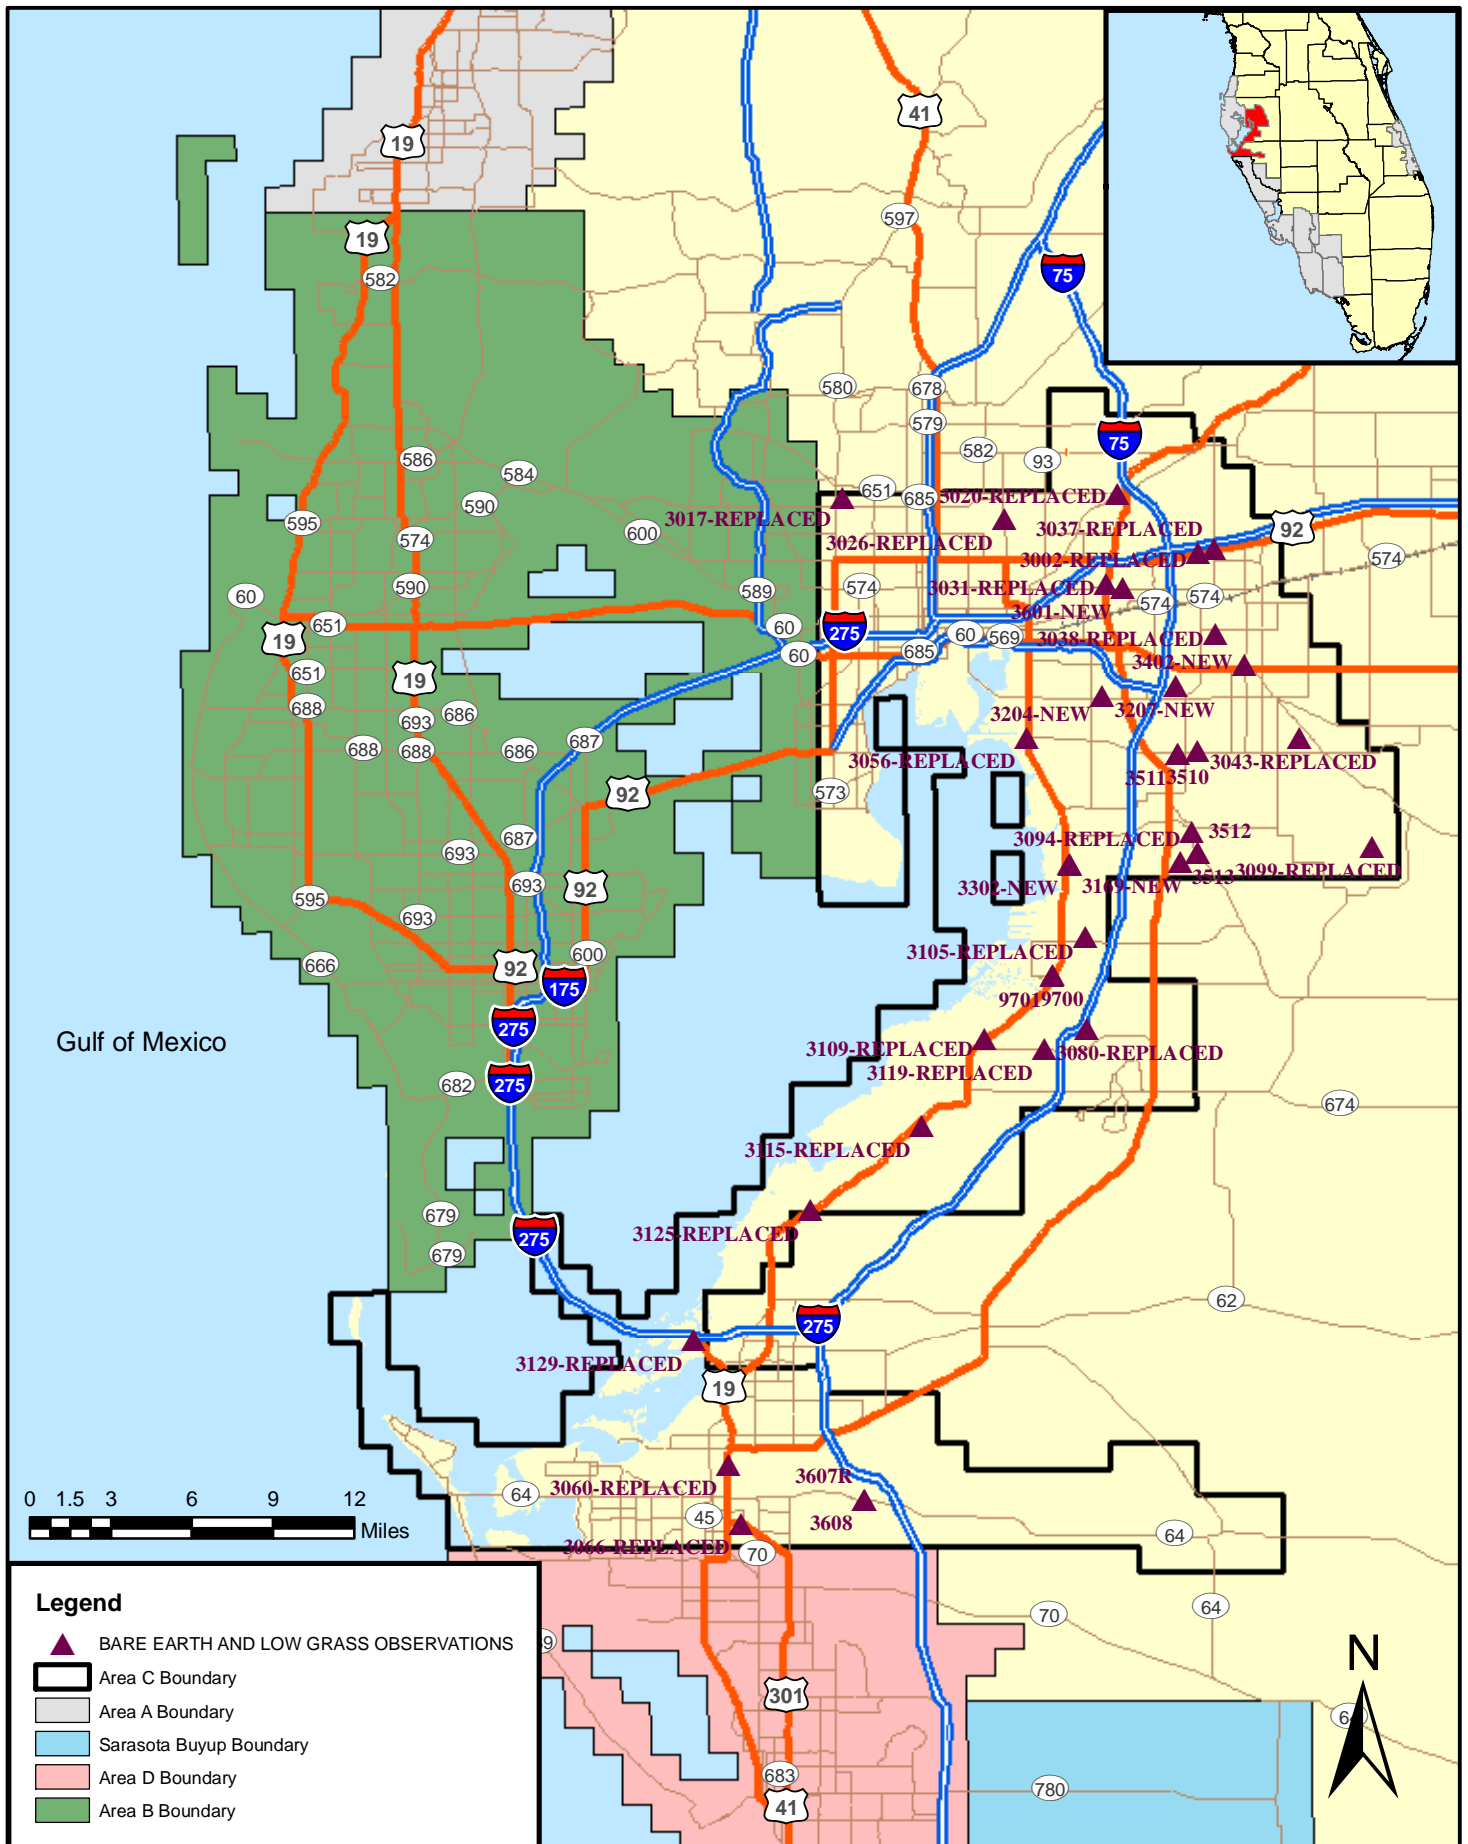 19
41
19
597
582
75
580
678
579
75
582
93
586
584
651
685
3020-REPLACED
590
3017-REPLACED
595
600
3037-REPLACED
92
574
3026-REPLACED
3002-REPLACED
574
590
589
574
3031-REPLACED
574
574
60
3601-NEW
651
60
275
60
569
3038-REPLACED
19
60
685
3402-NEW
651
19
688
693
686
3204-NEW
3207-NEW
688
688
686
687
3056-REPLACED
3043-REPLACED
35113510
92
573
687
3094-REPLACED
3512
693
3099-REPLACED
3513
693
92
3302-NEW
3169-NEW
595
693
3105-REPLACED
600
666
92
175
97019700
275
Gulf of Mexico
3109-REPLACED
3080-REPLACED
3119-REPLACED
682
275
674
3115-REPLACED
679
3125-REPLACED
275
679
62
275
3129-REPLACED
19
3607R
3060-REPLACED
64
0 1.5 3 6 9 12
Miles
45
3608
64
3066-REPLACED
70
64
70
Legend
BARE EARTH AND LOW GRASS OBSERVATIONS
Area C Boundary
Area A Boundary
Sarasota Buyup Boundary
Area D Boundary
Area B Boundary
301
683
41
780
N